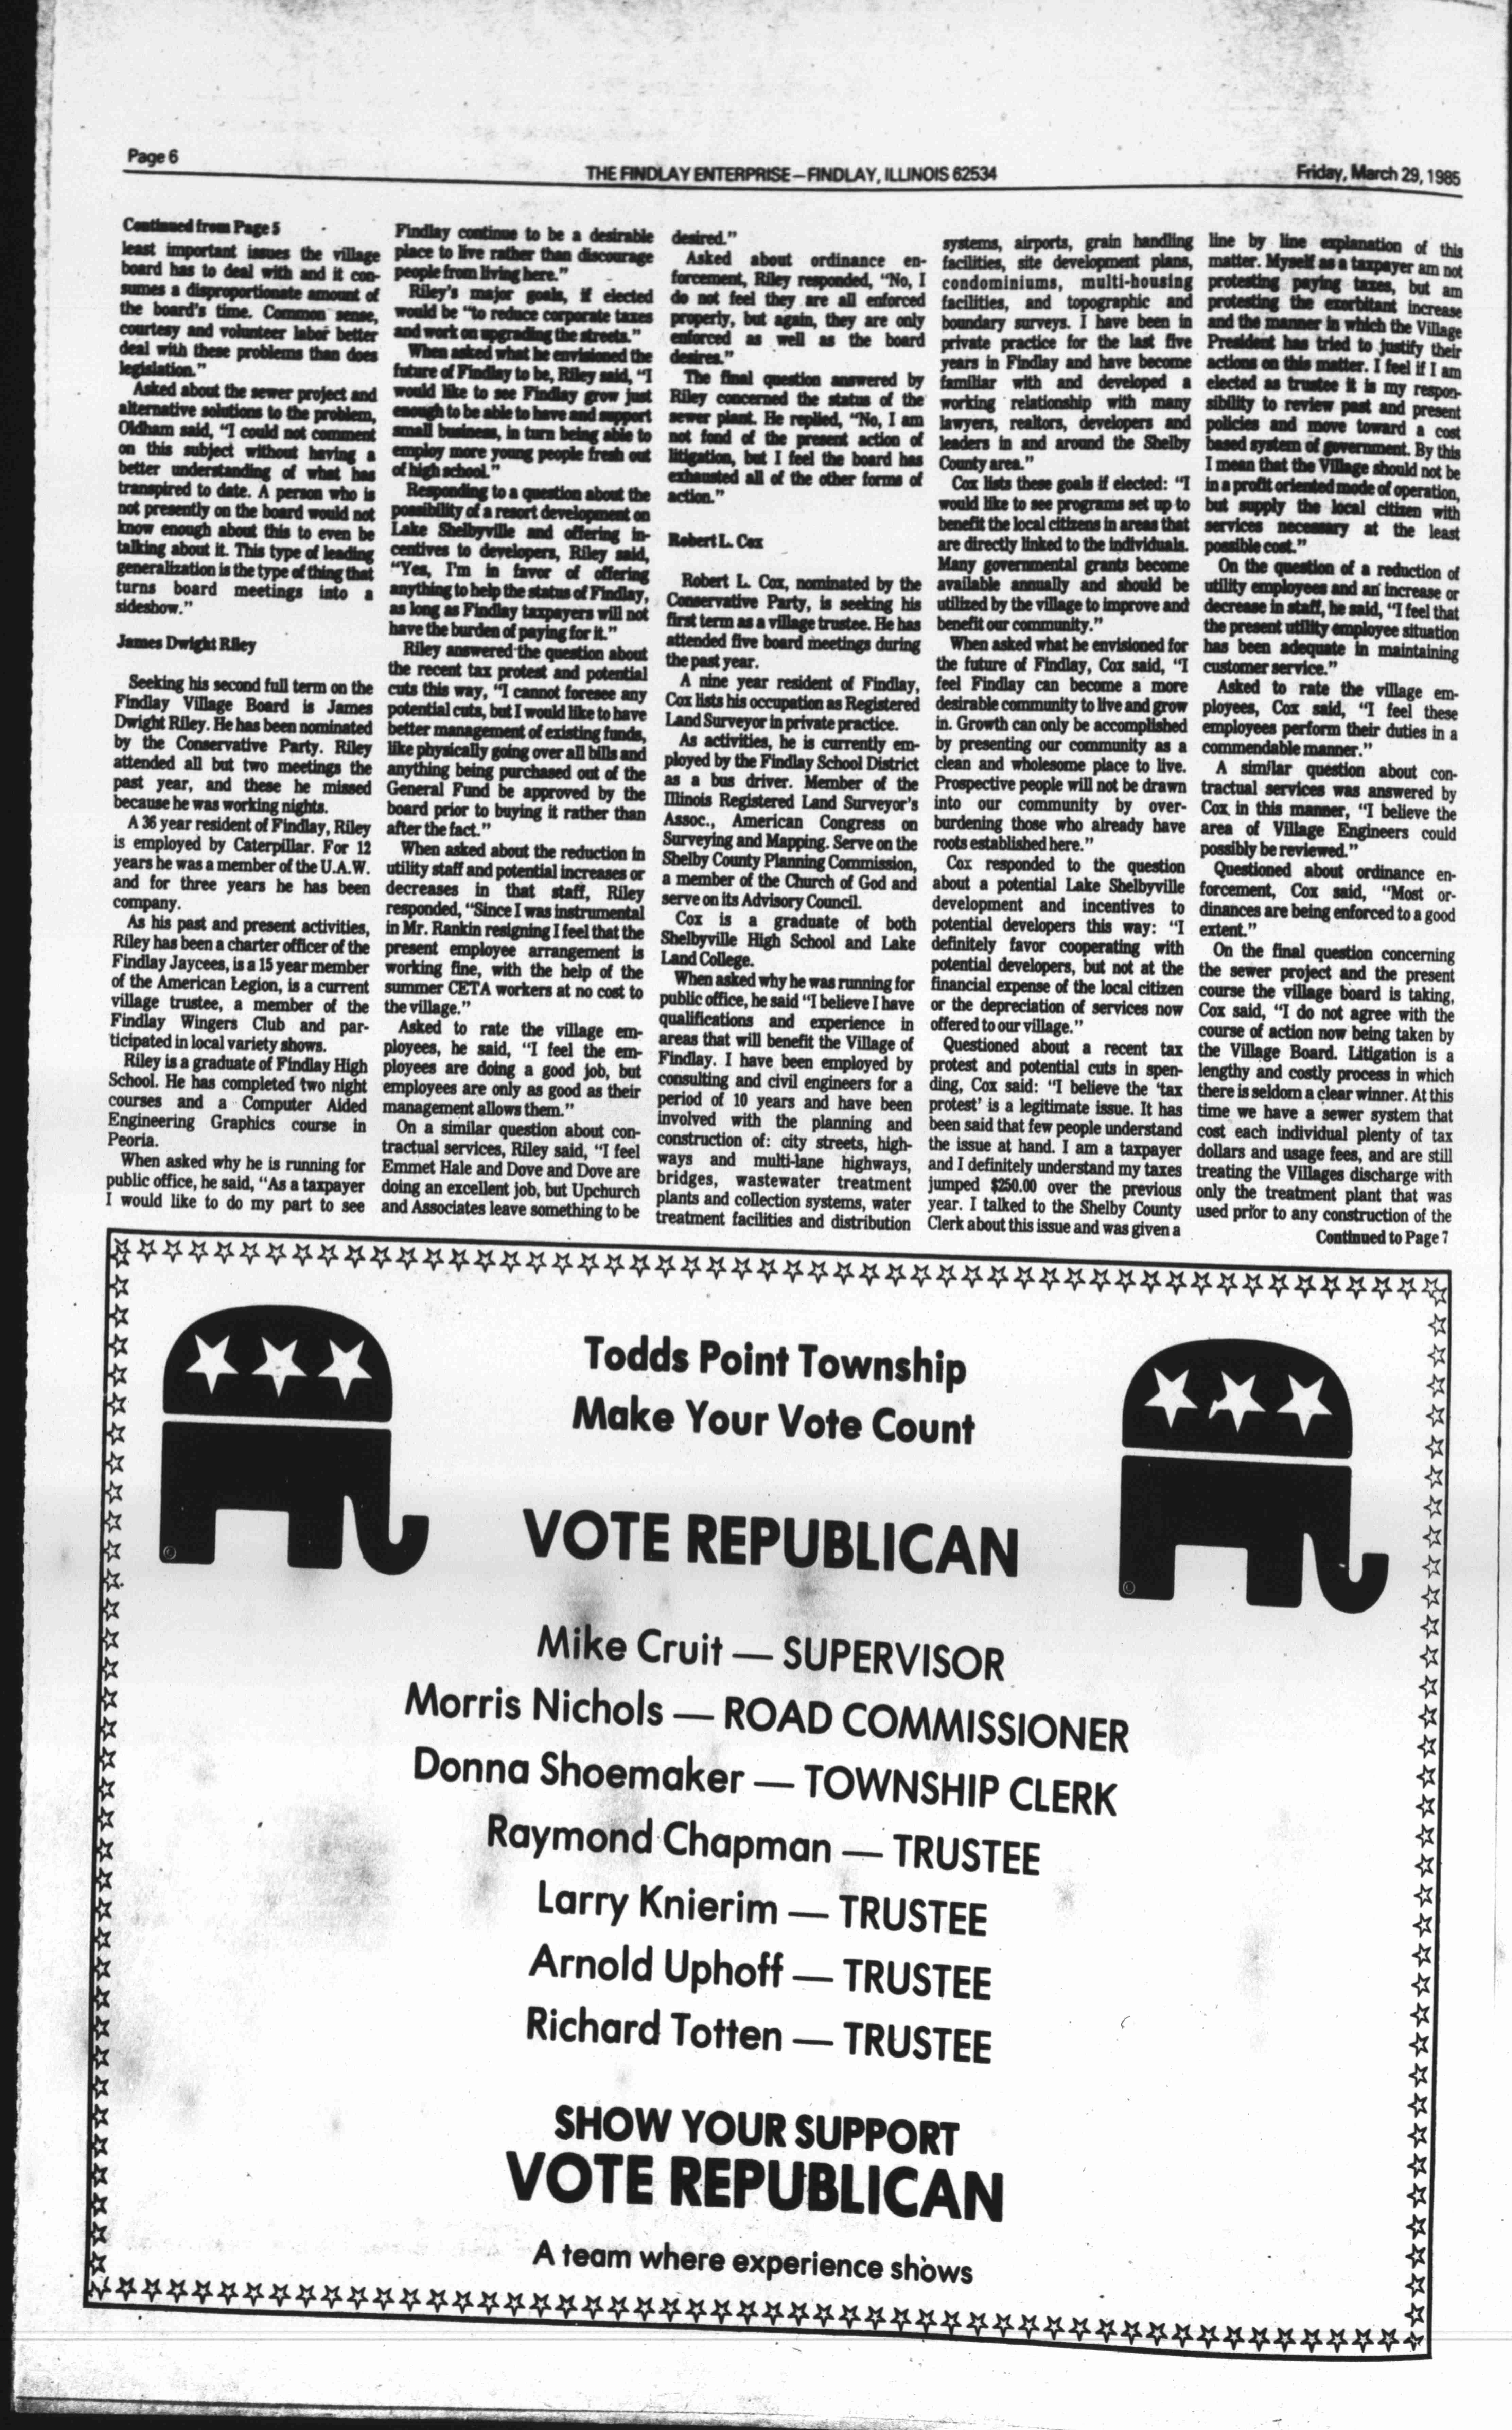 Page 6
THE FINDLAY ENTERPRISE—FINDLAY, ILLINOIS 62534
Friday, March 29, 1985
Continued from Page 5
least important issues the village
board has to deal with and it con-
sumes a disproportionate amount of
the board's time. Common sense,
courtesy and volunteer labor better
deal with these problems than does
legislation."
Asked about the sewer project and
alternative solutions to the problem,
Oldham said, "I could not comment
on this subject without having a
better understanding of what has
transpired to date. A person who is
not presently on the board would not
know enough about this to even be
talking about it. This type of leading
generalization is the type of thing that
turns board meetings into a
sideshow."
James Dwight Riley
Seeking his second full term on the
Findlay Village Board is James
Dwight Riley. He has been nominated
by the Conservative Party. Riley
attended all but two meetings the
past year, and these he missed
because he was working nights.
A 36 year resident of Findlay, Riley
is employed by Caterpillar. For 12
years he was a member of the U.A.W.
and for three years he has been
company.
As his past and present activities,
Riley has been a charter officer of the
Findlay Jaycees, is a 15 year member
of the American Legion, is a current
village trustee, a member of the
Findlay Wingers Club and par-
ticipated in local variety shows.
Riley is a graduate of Findlay High
School. He has completed two night
courses and a Computer Aided
Engineering Graphics course in
Peoria.
When asked why he is running for
public office, he said, "As a taxpayer
I would like to do my part to see
Findlay continue to be a desirable
place to live rather than discourage
people from living here."
Riley's major goals, if elected
would be "to reduce corporate taxes
and work on upgrading the streets."
When asked what he envisioned the
future of Findlay to be, Riley said, "I
would like to see Findlay grow just
enough to be able to have and support
small business, in turn being able to
employ more young people fresh out
of high school."
Responding to a question about the
possibility of a resort development on
Lake Shelbyville and offering in-
centives to developers, Riley said,
"Yes, I'm in favor of offering
anything to help the status of Findlay,
as long as Findlay taxpayers will not
have the burden of paying for it."
Riley answered the question about
the recent tax protest and potential
cuts this way, "I cannot foresee any
potential cuts, but I would like to have
better management of existing funds,
like physically going over all bills and
anything being purchased out of the
General Fund be approved by the
board prior to buying it rather than
after the fact."
When asked about the reduction in
utility staff and potential increases or
decreases in that staff, Riley
responded, "Since I was instrumental
in Mr. Rankin resigning I feel that the
present employee arrangement is
working fine, with the help of the
summer CETA workers at no cost to
the village."
Asked to rate the village em-
ployees, he said, "I feel the em-
ployees are doing a good job, but
employees are only as good as their
management allows them."
On a similar question about con-
tractual services, Riley said, "I feel
Emmet Hale and Dove and Dove are
doing an excellent job, but Upchurch
and Associates leave something to be
desired."
Asked about ordinance en-
forcement, Riley responded, "No, I
do not feel they are all enforced
properly, but again, they are only
enforced as well as the board
desires."
The final question answered by
Riley concerned the status of the
sewer plant. He replied, "No, I am
not fond of the present action of
litigation, but I feel the board has
exhausted all of the other forms of
action."
Robert L. Cox
Robert L. Cox, nominated by the
Conservative Party, is seeking his
first term as a village trustee. He has
attended five board meetings during
the past year.
A nine year resident of Findlay,
Cox lists his occupation as Registered
Land Surveyor in private practice.
As activities, he is currently em-
ployed by the Findlay School District
as a bus driver. Member of the
Illinois Registered Land Surveyor's
Assoc., American Congress on
Surveying and Mapping. Serve on the
Shelby County Planning Commission,
a member of the Church of God and
serve on its Advisory Council.
Cox is a graduate of both
Shelbyville High School and Lake
Land College.
When asked why he was running for
public office, he said "I believe I have
qualifications and experience in
areas that will benefit the Village of
Findlay. I have been employed by
consulting and civil engineers for a
period of 10 years and have been
involved with the planning and
construction of: city streets, high-
ways and multi-lane highways,
bridges, wastewater treatment
plants and collection systems, water
treatment facilities and distribution
systems, airports, grain handling
facilities, site development plans,
condominiums, multi-housing
facilities, and topographic and
boundary surveys. I have been in
private practice for the last five
years in Findlay and have become
familiar with and developed a
working relationship with many
lawyers, realtors, developers and
leaders in and around the Shelby
County area."
Cox lists these goals if elected: "I
would like to see programs set up to
benefit the local citizens in areas that
are directly linked to the individuals.
Many governmental grants become
available annually and should be
utilized by the village to improve and
benefit our community."
When asked what he envisioned for
the future of Findlay, Cox said, "I
feel Findlay can become a more
desirable community to live and grow
in. Growth can only be accomplished
by presenting our community as a
clean and wholesome place to live.
Prospective people will not be drawn
into our community by over-
burdening those who already have
roots established here."
Cox responded to the question
about a potential Lake Shelbyville
development and incentives to
potential developers this way: "I
definitely favor cooperating with
potential developers, but not at the
financial expense of the local citizen
or the depreciation of services now
offered to our village."
Questioned about a recent tax
protest and potential cuts in spen-
ding, Cox said: "I believe the 'tax
protest' is a legitimate issue. It has
been said that few people understand
the issue at hand. I am a taxpayer
and I definitely understand my taxes
jumped $250.00 over the previous
year. I talked to the Shelby County
Clerk about this issue and was given a
line by line explanation of this
matter. Myself as a taxpayer am not
protesting paying taxes, but am
protesting the exorbitant increase
and the manner in which the Village
President has tried to justify their
actions on this matter. I feel if I am
elected as trustee it is my respon-
sibility to review past and present
policies and move toward a cost
based system of government. By this
I mean that the Village should not be
in a profit oriented mode of operation,
but supply the local citizen with
services necessary at the least
possible cost."
On the question of a reduction of
utility employees and an increase or
decrease in staff, he said, "I feel that
the present utility employee situation
has been adequate in maintaining
customer service."
Asked to rate the village em-
ployees, Cox said, "I feel these
employees perform their duties in a
commendable manner."
A similar question about con-
tractual services was answered by
Cox in this manner, "I believe the
area of Village Engineers could
possibly be reviewed."
Questioned about ordinance en-
forcement, Cox said, "Most or-
dinances are being enforced to a good
extent."
On the final question concerning
the sewer project and the present
course the village board is taking,
Cox said, "I do not agree with the
course of action now being taken by
the Village Board. Litigation is a
lengthy and costly process in which
there is seldom a clear winner. At this
time we have a sewer system that
cost each individual plenty of tax
dollars and usage fees, and are still
treating the Villages discharge with
only the treatment plant that was
used prior to any construction of the
Continued to Page 7
Todds Point Township
Make Your Vote Count
VOTE REPUBLICAN
©
©
Mike Cruit — SUPERVISOR
Morris Nichols — ROAD COMMISSIONER
Donna Shoemaker — TOWNSHIP CLERK
Raymond Chapman — TRUSTEE
Larry Knierim — TRUSTEE
Arnold Uphoff — TRUSTEE
Richard Totten — TRUSTEE
SHOW YOUR SUPPORT
VOTE REPUBLICAN
A team where experience shows